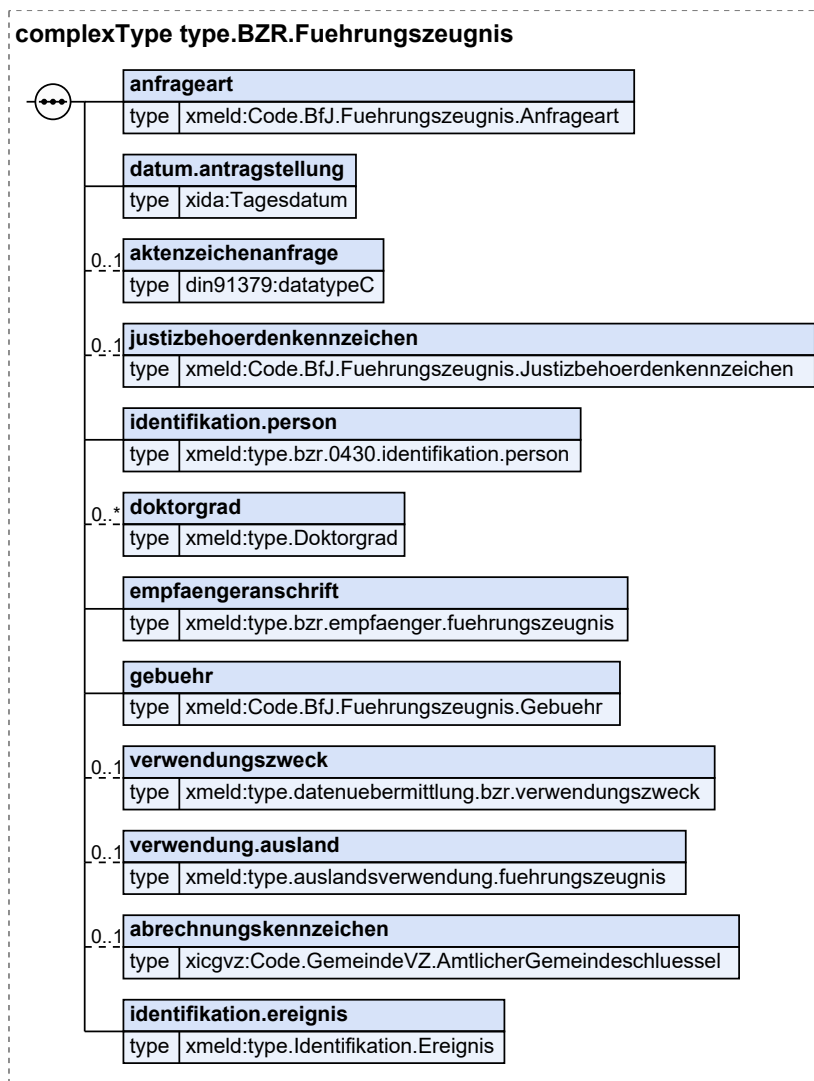 complexType type.BZR.Fuehrungszeugnis
anfrageart
type xmeld:Code.BfJ.Fuehrungszeugnis.Anfrageart
datum.antragstellung
type xida:Tagesdatum
0..1 aktenzeichenanfrage
type din91379:datatypeC
0..1 justizbehoerdenkennzeichen
type xmeld:Code.BfJ.Fuehrungszeugnis.Justizbehoerdenkennzeichen
identifikation.person
type xmeld:type.bzr.0430.identifikation.person
0..* doktorgrad
type xmeld:type.Doktorgrad
empfaengeranschrift
type xmeld:type.bzr.empfaenger.fuehrungszeugnis
gebuehr
type xmeld:Code.BfJ.Fuehrungszeugnis.Gebuehr
0..1 verwendungszweck
type xmeld:type.datenuebermittlung.bzr.verwendungszweck
0..1 verwendung.ausland
type xmeld:type.auslandsverwendung.fuehrungszeugnis
0..1 abrechnungskennzeichen
type xicgvz:Code.GemeindeVZ.AmtlicherGemeindeschluessel
identifikation.ereignis
type xmeld:type.Identifikation.Ereignis